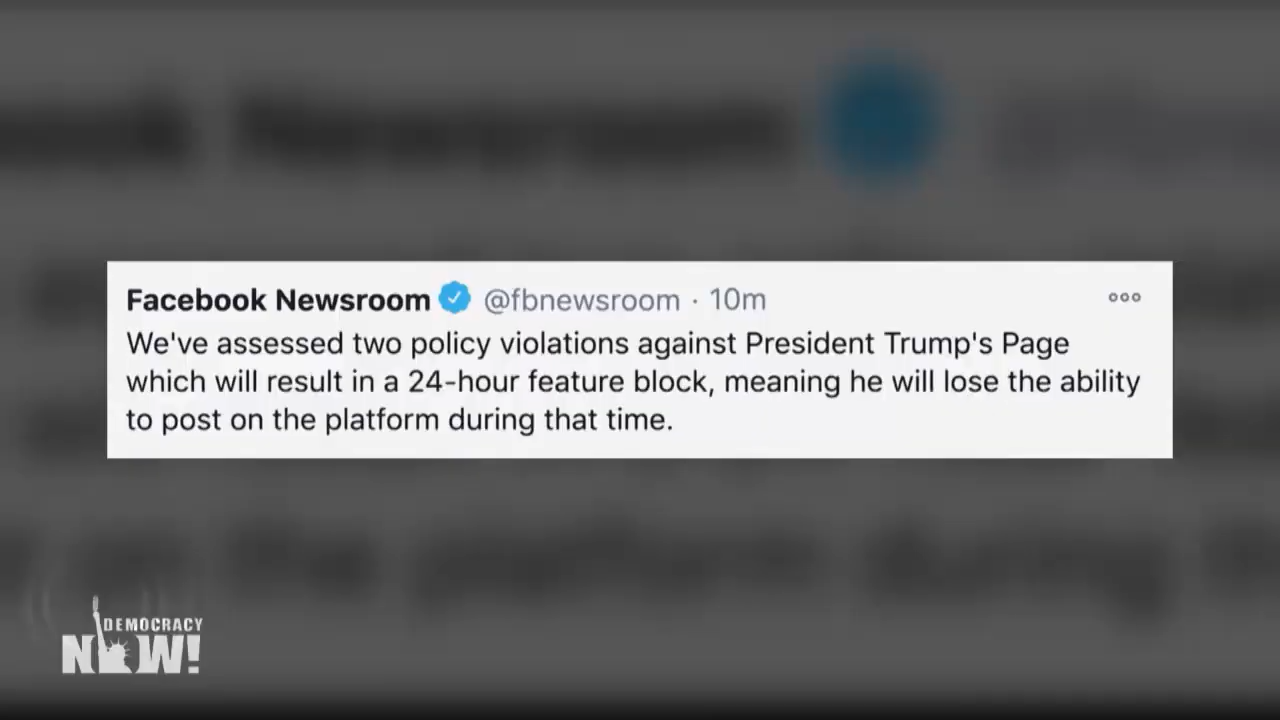 Facebook Newsroom @fbnewsroom · 10m
We've assessed two policy violations against President Trump's Page
which will result in a 24-hour feature block, meaning he will lose the ability
to post on the platform during that time.
DEMOCRACY
NOW!